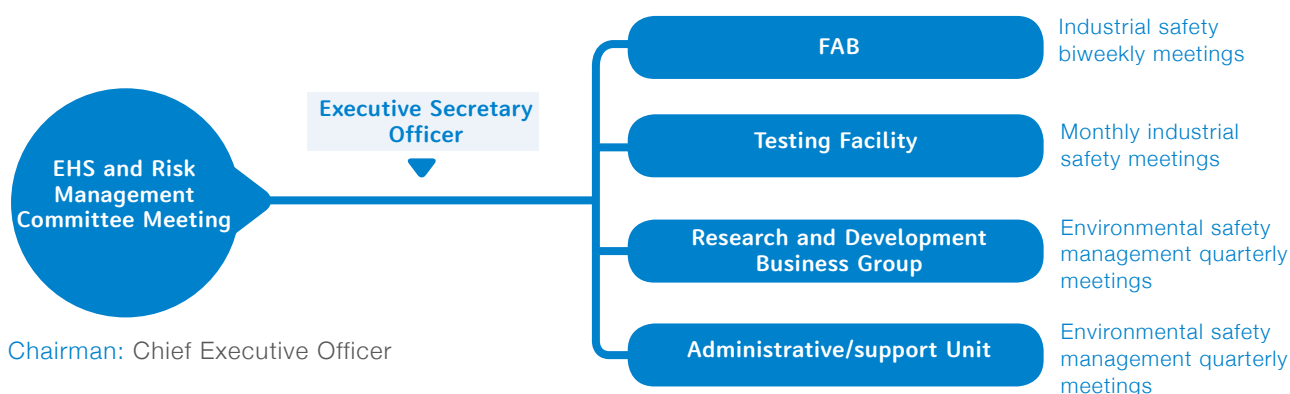 EHS and Risk
Management
Committee Meeting
Chairman: Chief Executive Officer
Executive Secretary
Officer
FAB
Industrial safety
biweekly meetings
Testing Facility
Monthly industrial
safety meetings
Research and Development
Business Group
Environmental safety
management quarterly
meetings
Administrative/support Unit
Environmental safety
management quarterly
meetings